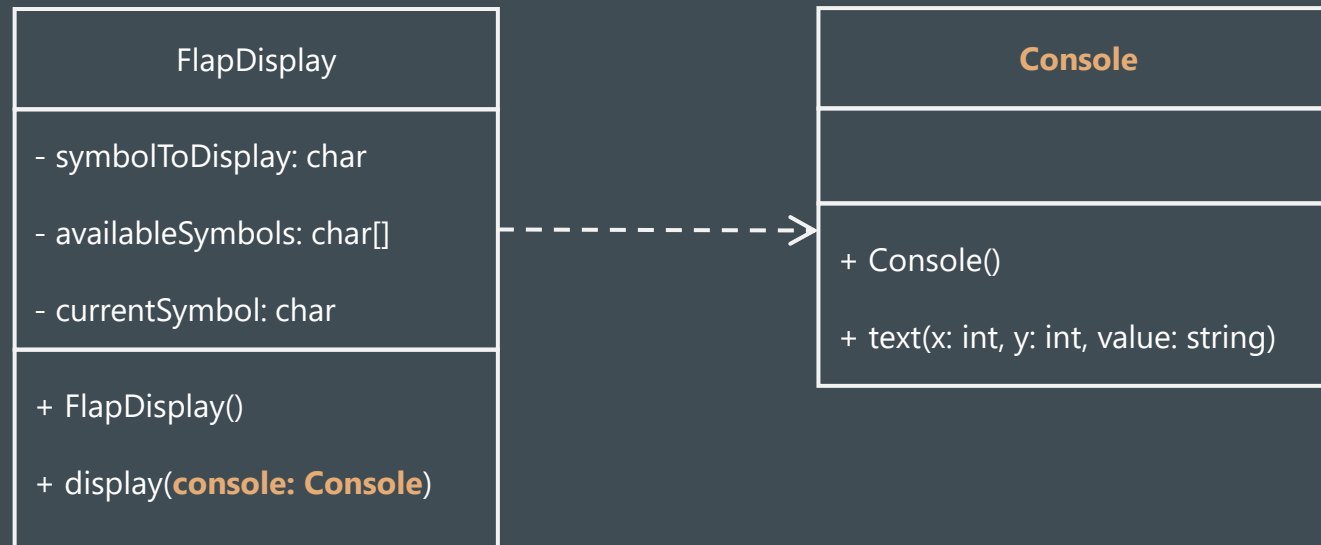 FlapDisplay
- symbolToDisplay: char
- availableSymbols: char[]
- currentSymbol: char
+ FlapDisplay()
+ display(console: Console)
Console
+ Console()
+ text(x: int, y: int, value: string)